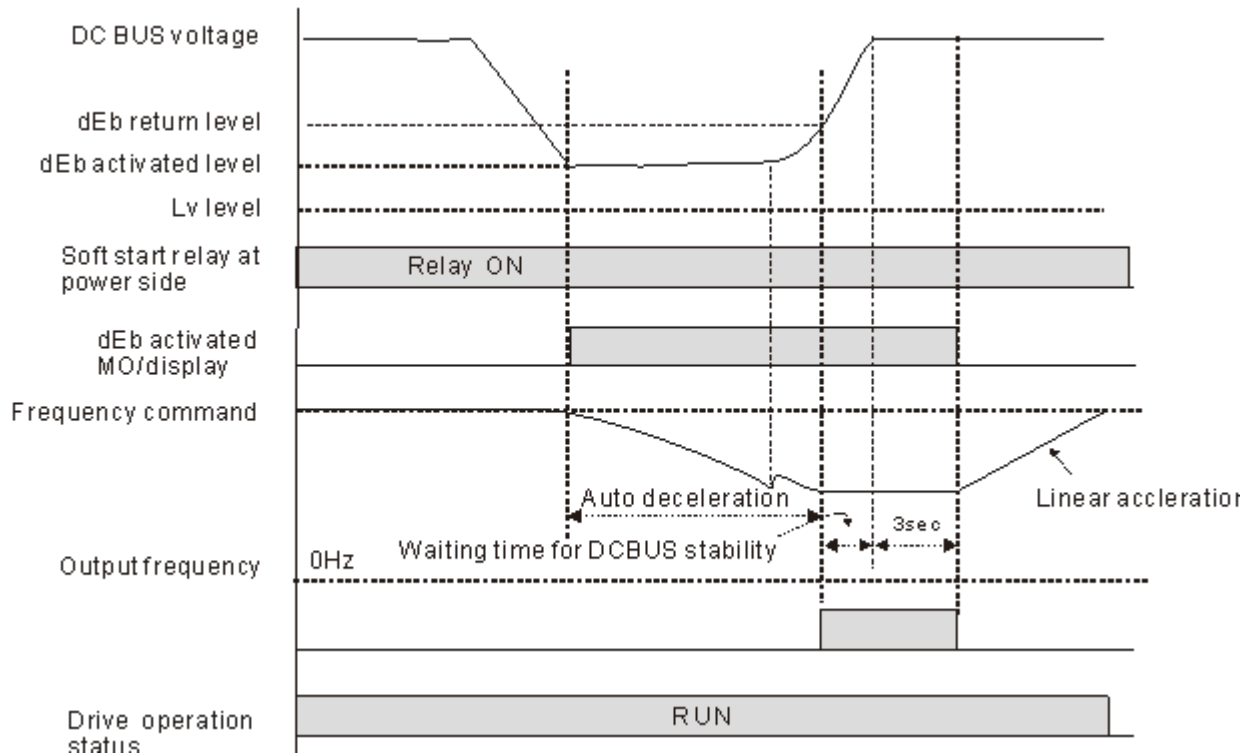 DC BUS voltage
dEb return level
dEb activated level
Lv level
Soft start relay at
power side
Relay ON
dEb activated
MO/display
Frequency command
Auto deceleration
Linear accleration
3sec
Waiting time for DCBUS stability
Output frequency
0Hz
Drive operation
status
RUN